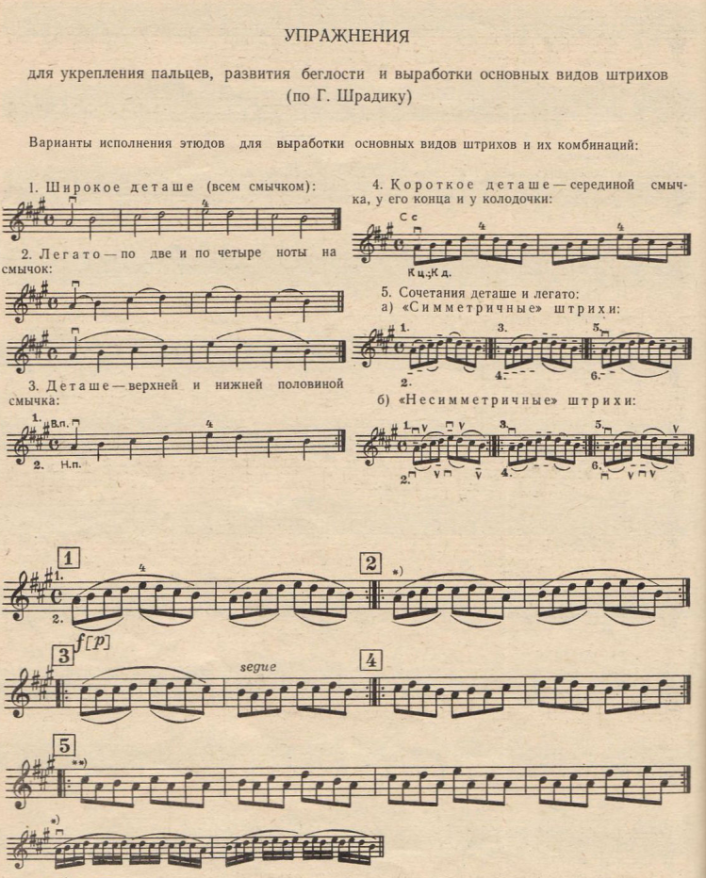 УПРАЖНЕНИЯ
для укрепления пальцев, развития беглости и выработки основных видов штрихов
(по Г. Шрадику)
Варианты исполнения этюдов для выработки основных видов штрихов и их комбинаций:
1. Широкое деташе (всем смычком):
4
2. Легато — по две и по четыре ноты на
смычок:
3. Деташе — верхней и нижней половиной
смычка:
1. В.п.
4
2. Н.п.
4. Короткое деташе — серединой смыч-
ка, у его конца и у колодочки:
С с
4 4
К ц.; К д.
5. Сочетания деташе и легато:
а) «Симметричные» штрихи:
1. 3. 5.
2. 4. 6.
б) «Несимметричные» штрихи:
1. 3. 5.
2. 4. 6.
1 2
1. 4 *)
2.
f[p]
3 segue 4
5
**)
*)